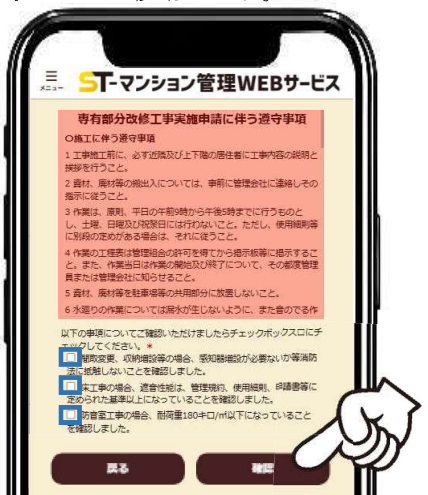 メニュー
ST-マンション管理WEBサービス
専有部分改修工事実施申請に伴う遵守事項
〇施工に伴う遵守事項
1 工事施工前に、必ず近隣及び上下階の居住者に工事内容の説明と
挨拶を行うこと。
2 資材、廃材等の搬出入については、事前に管理会社に連絡しその
指示に従うこと。
3 作業は、原則、平日の午前9時から午後5時までに行うものと
し、土曜、日曜及び祝祭日には行わないこと。ただし、使用細則等
に別段の定めがある場合は、それに従うこと。
4 作業の工程表は管理組合の許可を得てから掲示板等に掲示するこ
と。また、作業当日は作業の開始及び終了について、その都度管理
員または管理会社に知らせること。
5 資材、廃材等を駐車場等の共用部分に放置しないこと。
6 水廻りの作業については漏水が生じないように、また音のでる作
以下の事項についてご確認いただけましたらチェックボックス口にチ
ェックしてください。*
間取変更、収納増設等の場合、感知器増設が必要ないか等消防
法に抵触しないことを確認しました。
床工事の場合、遮音性能は、管理規約、使用細則、申請書等に
定められた基準以上になっていることを確認しました。
防音室工事の場合、耐荷重180キロ/㎡以下になっていること
を確認しました。
戻る
確認